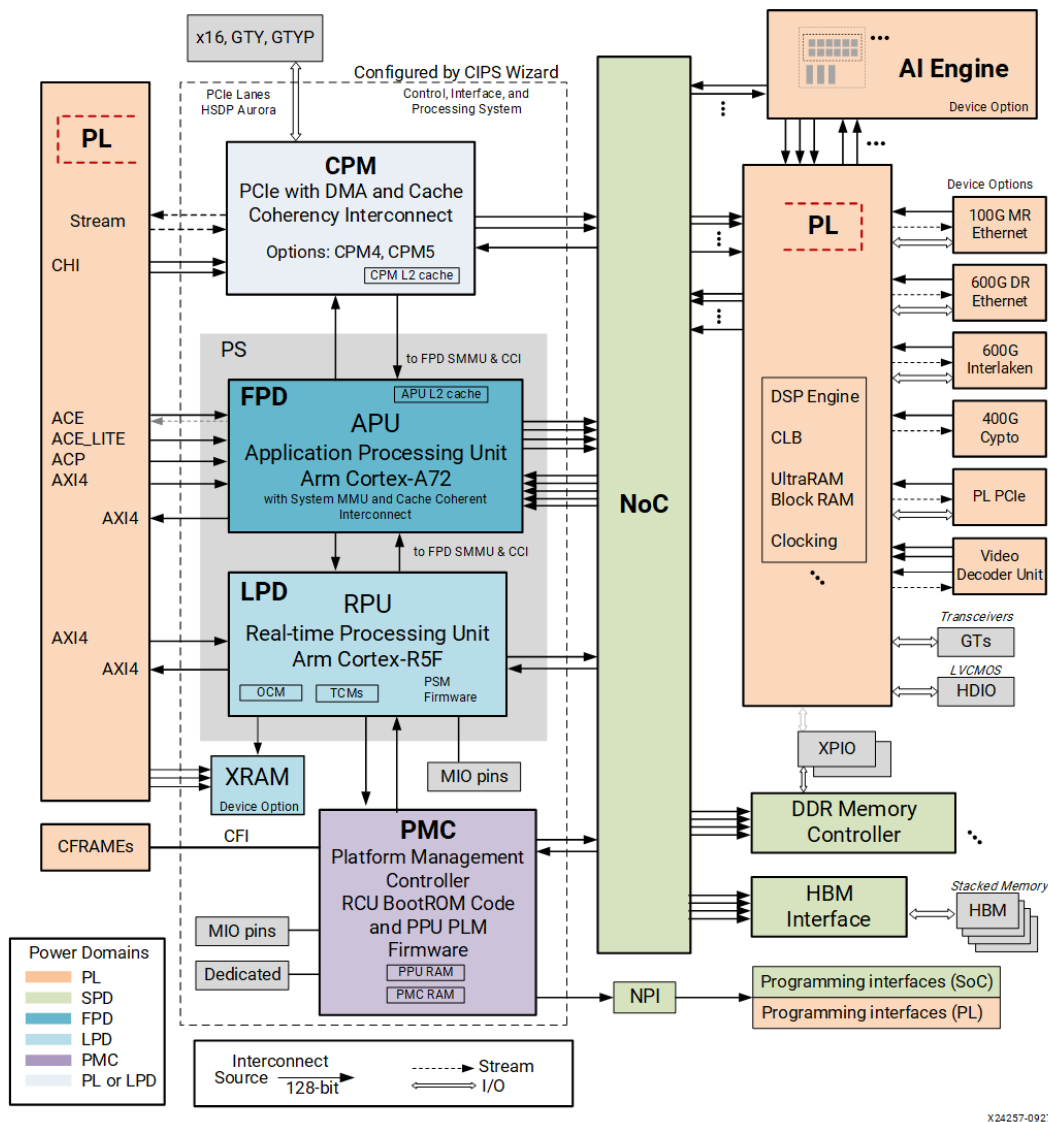 x16, GTY, GTYP
Configured by CIPS Wizard
PCIe Lanes
HSDP Aurora
Control, Interface, and
Processing System
PL
Stream
CHI
ACE
ACE_LITE
ACP
AXI4
AXI4
AXI4
AXI4
CPM
PCIe with DMA and Cache
Coherency Interconnect
Options: CPM4, CPM5
CPM L2 cache
PS
to FPD SMMU & CCI
FPD
APU L2 cache
APU
Application Processing Unit
Arm Cortex-A72
with System MMU and Cache Coherent
Interconnect
to FPD SMMU & CCI
LPD
RPU
Real-time Processing Unit
Arm Cortex-R5F
OCM
TCMs
PSM
Firmware
XRAM
Device Option
MIO pins
CFRAMEs
CFI
PMC
Platform Management
Controller
RCU BootROM Code
and PPU PLM
Firmware
PPU RAM
PMC RAM
MIO pins
Dedicated
NoC
NPI
AI Engine
Device Option
PL
DSP Engine
CLB
UltraRAM
Block RAM
Clocking
Device Options
100G MR
Ethernet
600G DR
Ethernet
600G
Interlaken
400G
Cypto
PL PCIe
Video
Decoder Unit
Transceivers
GTs
LVCMOS
HDIO
XPIO
DDR Memory
Controller
HBM
Interface
Stacked Memory
HBM
Programming interfaces (SoC)
Programming interfaces (PL)
Power Domains
PL
SPD
FPD
LPD
PMC
PL or LPD
Interconnect
Source
128-bit
Stream
I/O
X24257-0927